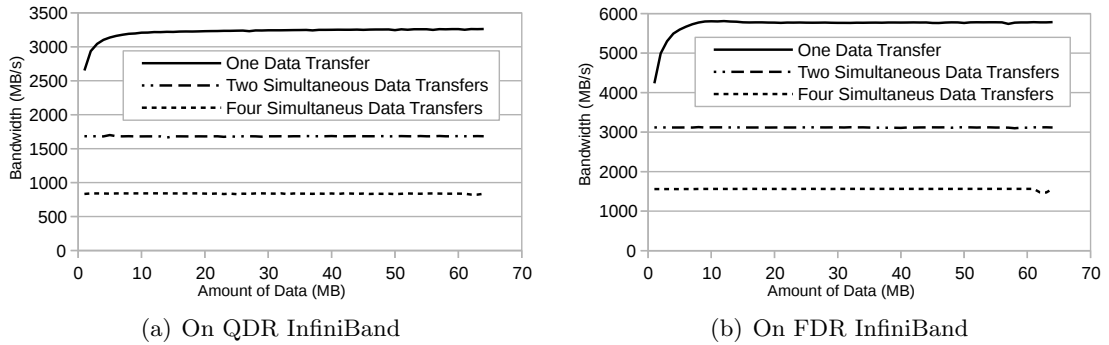 3500
3000
2500
2000
1500
1000
500
0
Bandwidth (MB/s)
One Data Transfer
Two Simultaneous Data Transfers
Four Simultaneus Data Transfers
0 10 20 30 40 50 60 70
Amount of Data (MB)
(a) On QDR InfiniBand
6000
5000
4000
3000
2000
1000
0
Bandwidth (MB/s)
One Data Transfer
Two Simultaneous Data Transfers
Four Simultaneus Data Transfers
0 10 20 30 40 50 60 70
Amount of Data (MB)
(b) On FDR InfiniBand